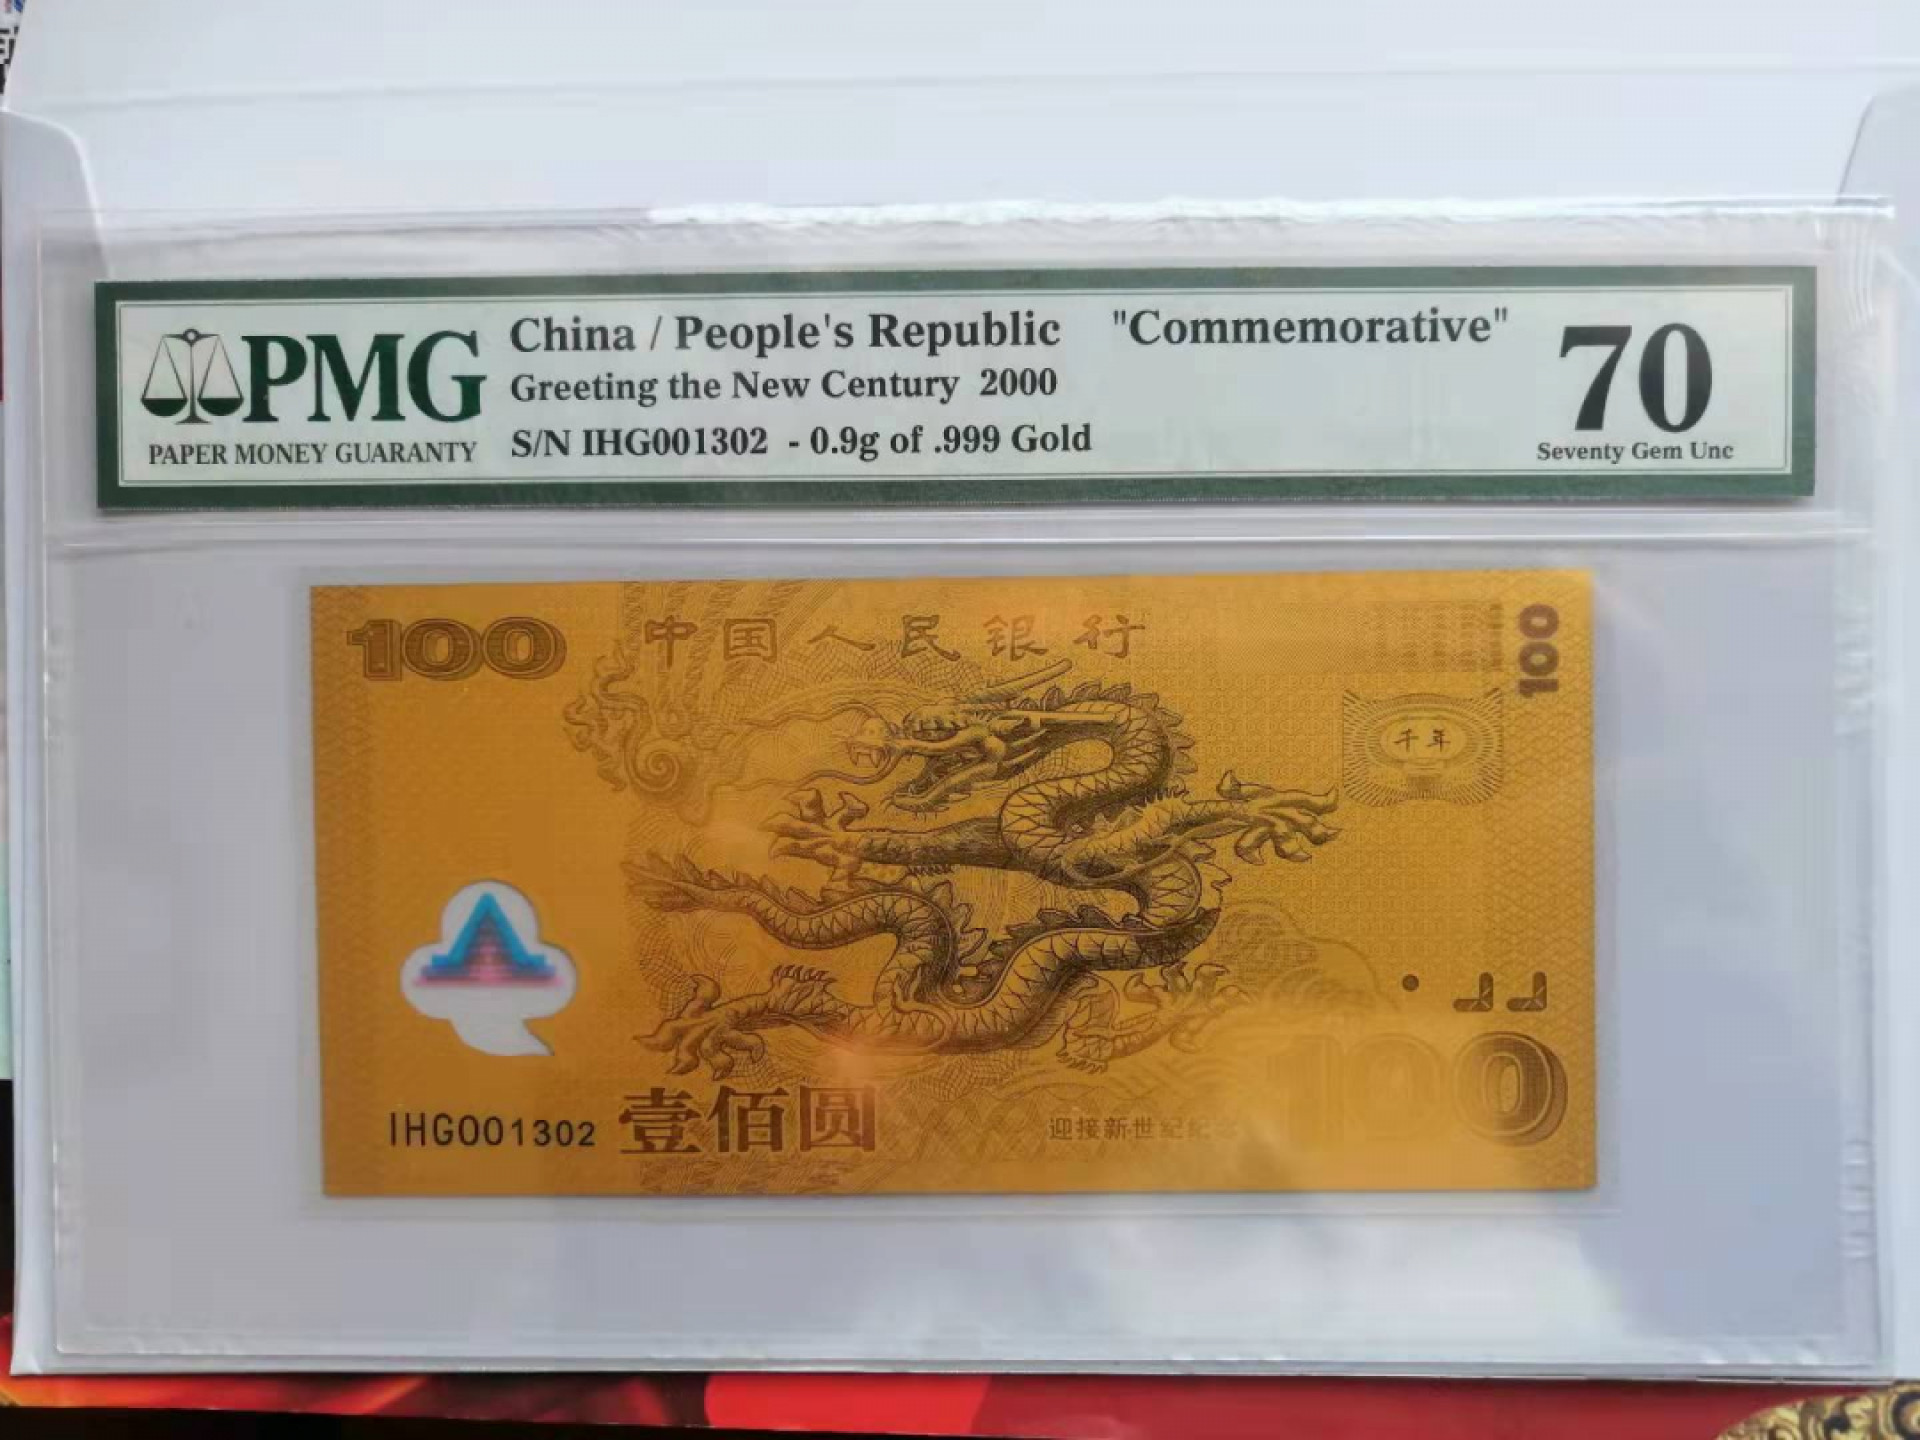 PMG
PAPER MONEY GUARANTY
China / People's Republic "Commemorative"
Greeting the New Century 2000
S/N IHG001302 - 0.9g of .999 Gold
70
Seventy Gem Unc
100
中国人民银行
100
千年
IHG001302
壹佰圆
迎接新世纪纪念
100